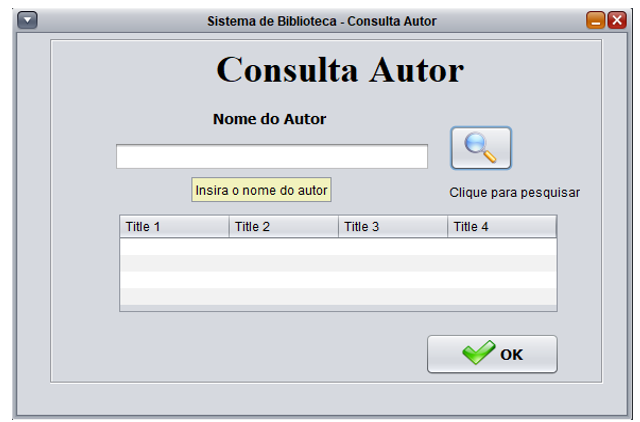 Sistema de Biblioteca - Consulta Autor
Consulta Autor
Nome do Autor
Insira o nome do autor
Clique para pesquisar
Title 1 Title 2 Title 3 Title 4
OK